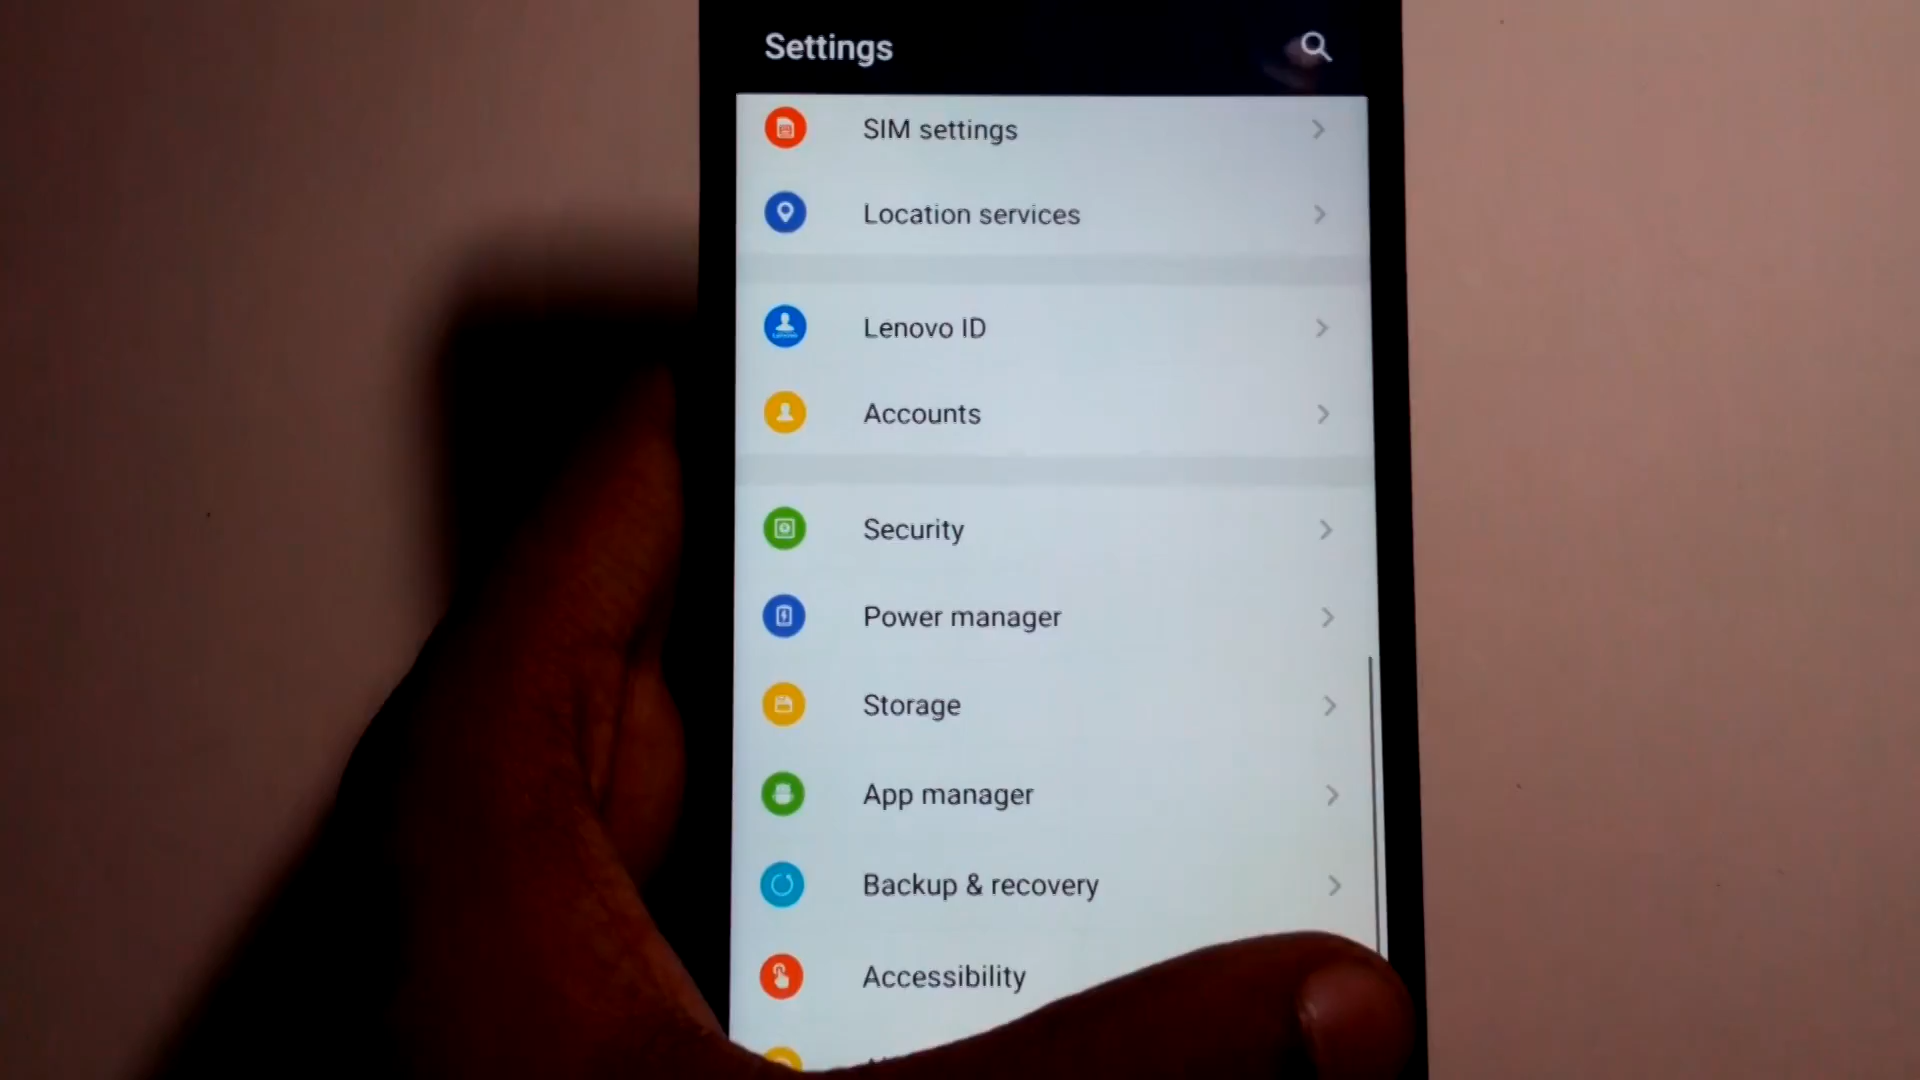 Settings
SIM settings
Location services
Lenovo ID
Accounts
Security
Power manager
Storage
App manager
Backup & recovery
Accessibility